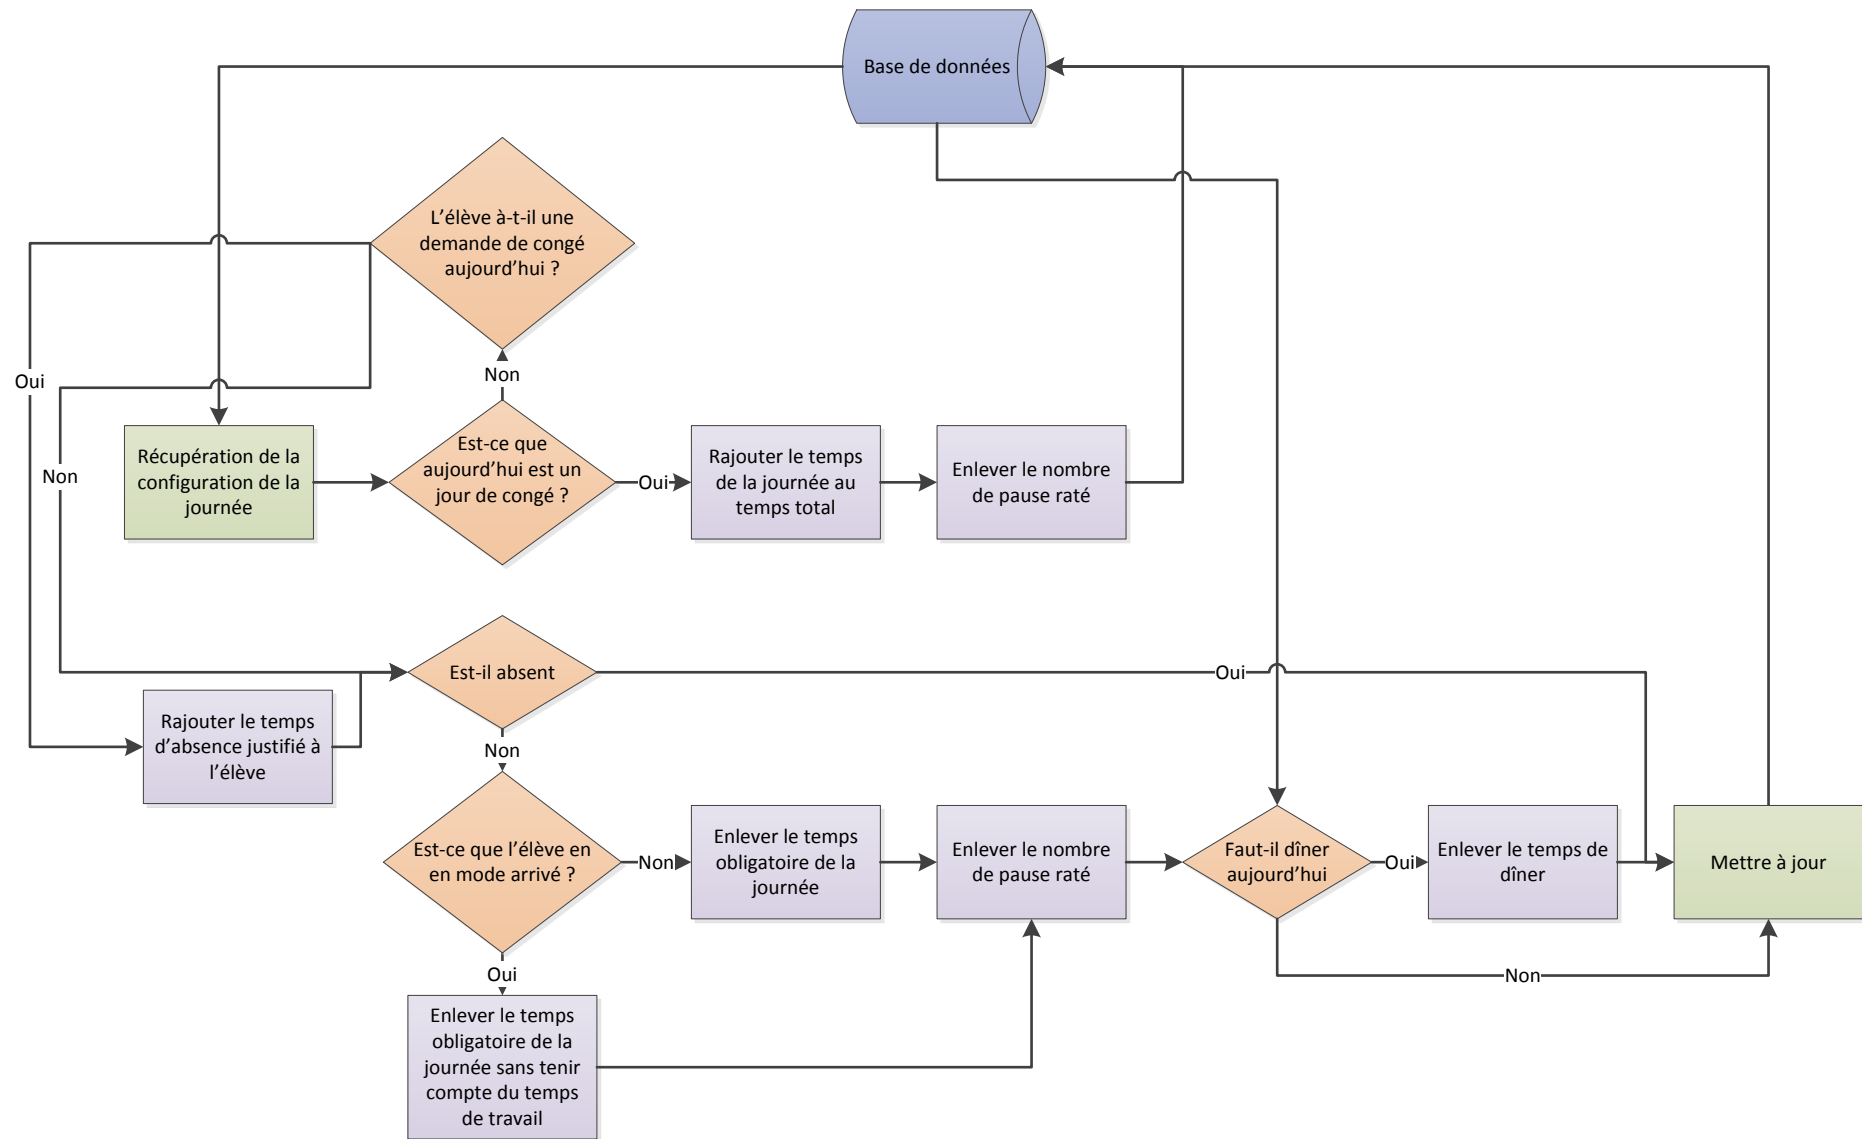 Base de données
L'élève à-t-il une
demande de congé
aujourd'hui ?
Oui
Non
Non
Récupération de la
configuration de la
journée
Est-ce que
aujourd'hui est un
jour de congé ?
Oui
Rajouter le temps
de la journée au
temps total
Enlever le nombre
de pause raté
Est-il absent
Oui
Rajouter le temps
d'absence justifié à
l'élève
Non
Est-ce que l'élève en
en mode arrivé ?
Non
Enlever le temps
obligatoire de la
journée
Enlever le nombre
de pause raté
Faut-il dîner
aujourd'hui
Oui
Enlever le temps de
dîner
Mettre à jour
Oui
Non
Enlever le temps
obligatoire de la
journée sans tenir
compte du temps
de travail